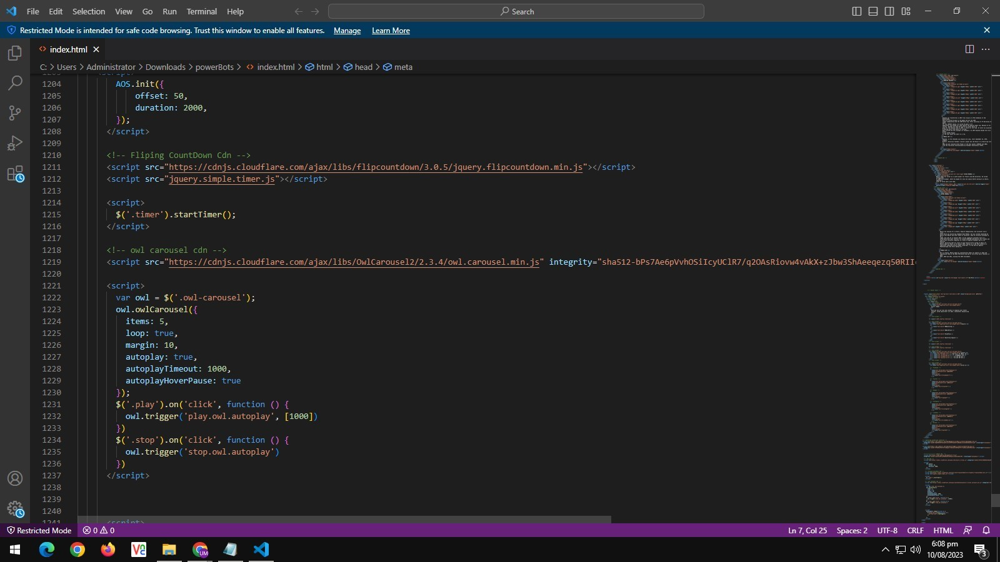 File Edit Selection View Go Run Terminal Help Search
Restricted Mode is intended for safe code browsing. Trust this window to enable all features. Manage Learn More
<> index.html
C: > Users > Administrator > Downloads > powerBots > <> index.html > html > head > meta
1204 AOS.init({
1205 offset: 50,
1206 duration: 2000,
1207 });
1208 </script>
1209
1210 <!-- Fliping CountDown Cdn -->
1211 <script src="https://cdnjs.cloudflare.com/ajax/libs/flipcountdown/3.0.5/jquery.flipcountdown.min.js"></script>
1212 <script src="jquery.simple.timer.js"></script>
1213
1214 <script>
1215 $('.timer').startTimer();
1216 </script>
1217
1218 <!-- owl carousel cdn -->
1219 <script src="https://cdnjs.cloudflare.com/ajax/libs/OwlCarousel2/2.3.4/owl.carousel.min.js" integrity="sha512-bPs7Ae6pVvhOSiIcyUClR7/q2OAsRiovw4vAkX+zJbw3ShAeeqezq50RII
1220
1221 <script>
1222 var owl = $('.owl-carousel');
1223 owl.owlCarousel({
1224 items: 5,
1225 loop: true,
1226 margin: 10,
1227 autoplay: true,
1228 autoplayTimeout: 1000,
1229 autoplayHoverPause: true
1230 });
1231 $('.play').on('click', function () {
1232 owl.trigger('play.owl.autoplay', [1000])
1233 })
1234 $('.stop').on('click', function () {
1235 owl.trigger('stop.owl.autoplay')
1236 })
1237 </script>
1238
1239
1240
1241 <script>
Restricted Mode 0 0 Ln 7, Col 25 Spaces: 2 UTF-8 CRLF HTML
UM
6:08 pm
10/08/2023
3